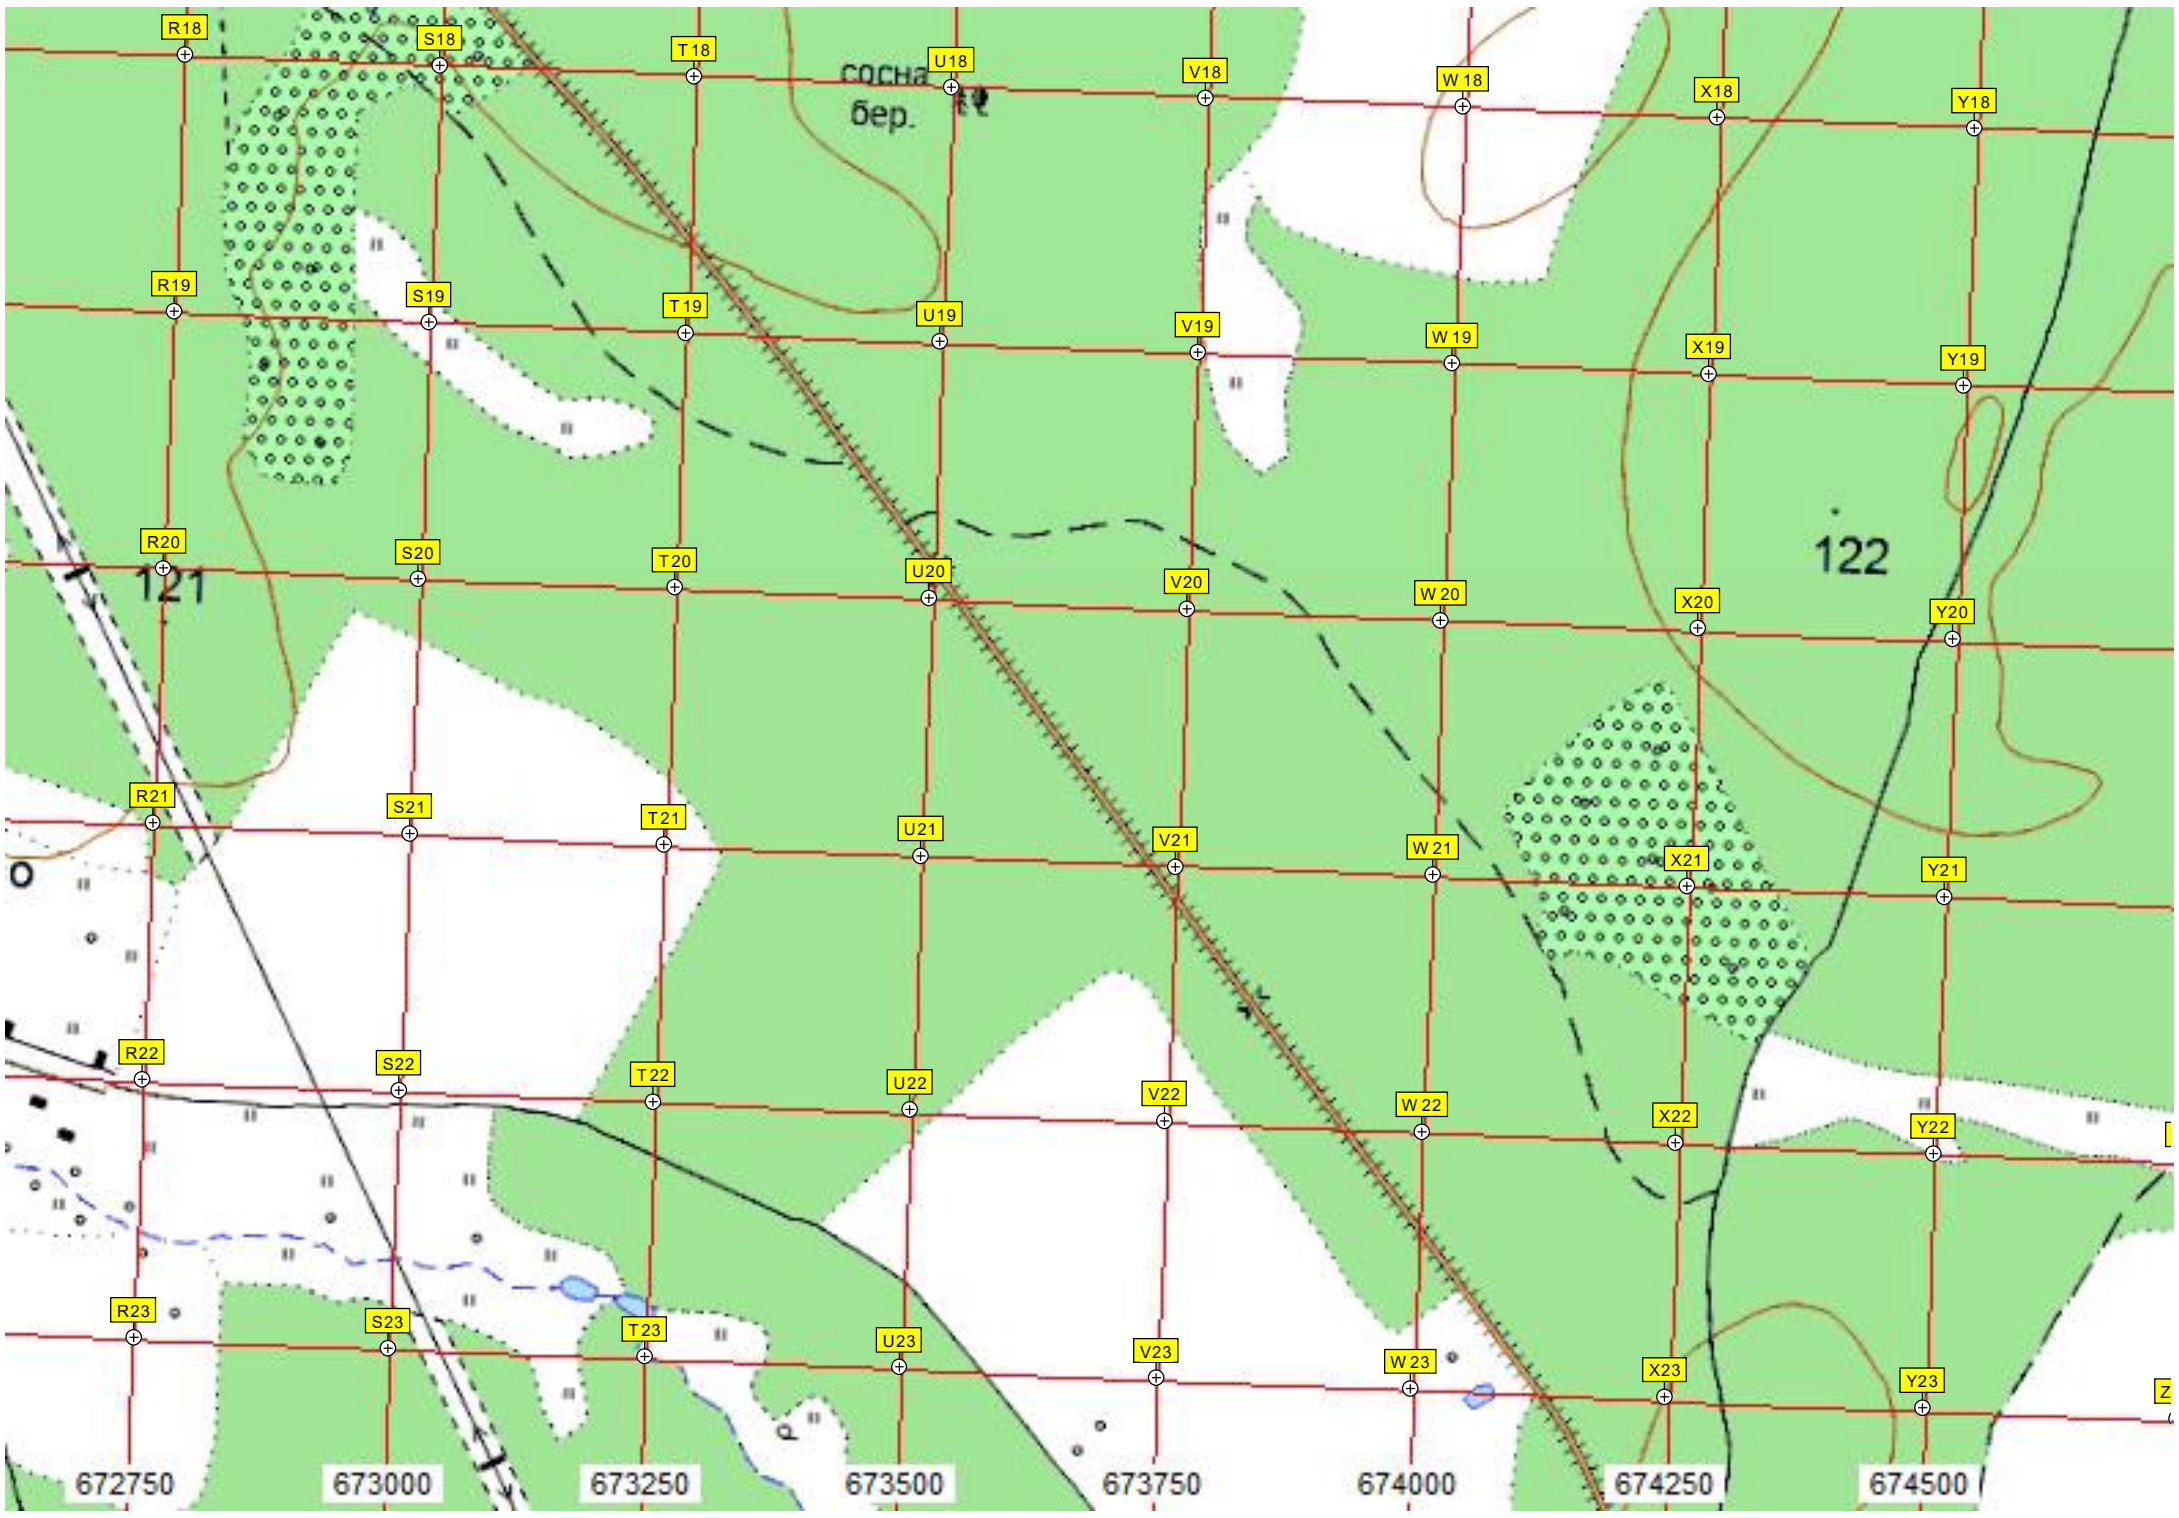 R18 S18 T18 U18 V18 W18 X18 Y18
сосна
бер.
R19 S19 T19 U19 V19 W19 X19 Y19
122
R20 S20 T20 U20 V20 W20 X20 Y20
121
R21 S21 T21 U21 V21 W21 X21 Y21
о
R22 S22 T22 U22 V22 W22 X22 Y22
R23 S23 T23 U23 V23 W23 X23 Y23 Z
р
672750 673000 673250 673500 673750 674000 674250 674500